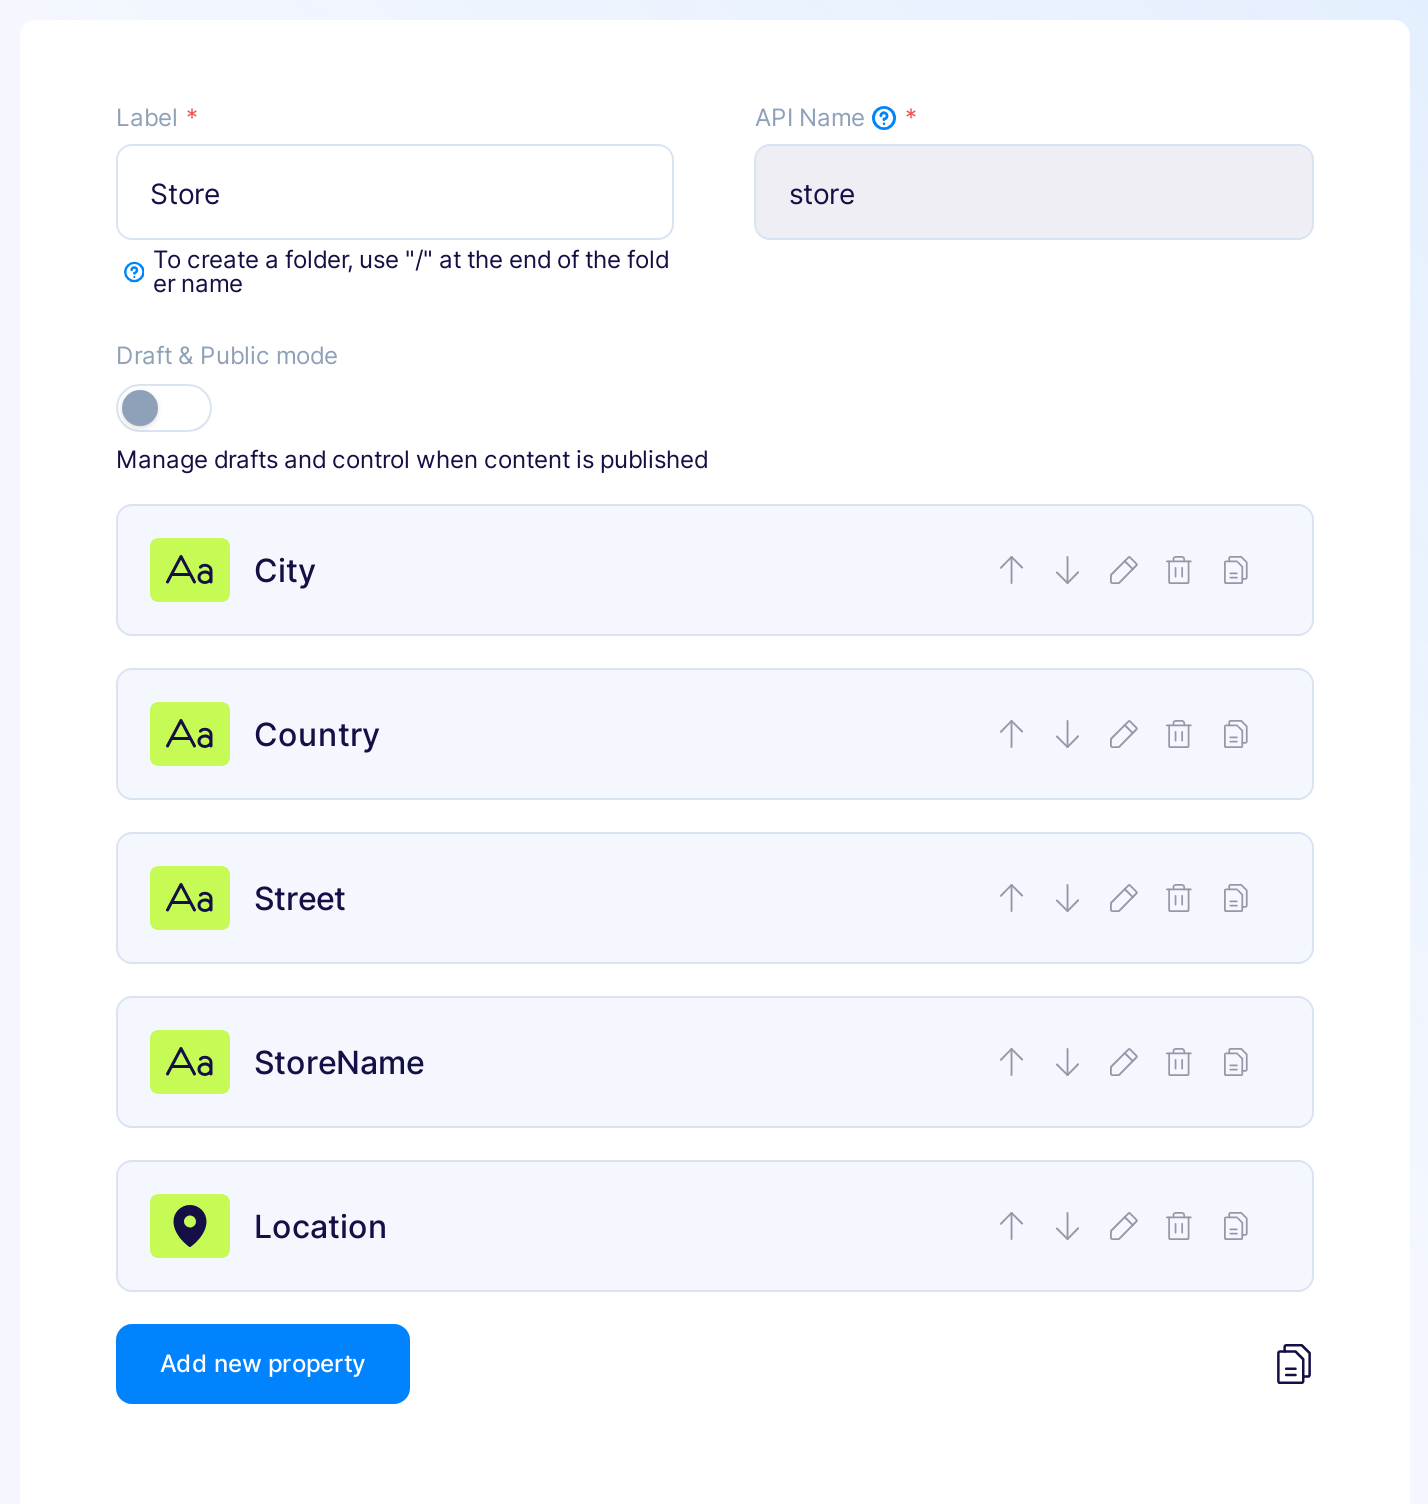 Label *
API Name *
Store
store
To create a folder, use "/" at the end of the fold
er name
Draft & Public mode
Manage drafts and control when content is published
Aa City
Aa Country
Aa Street
Aa StoreName
Location
Add new property